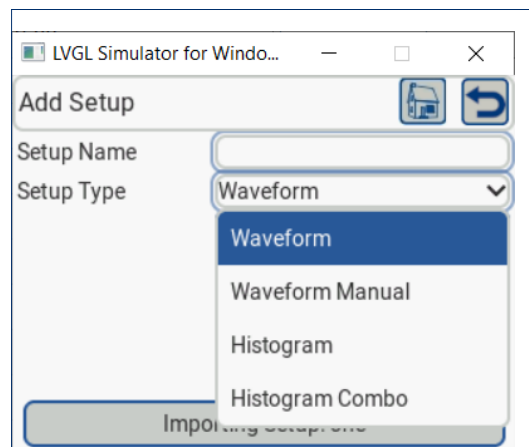 LVGL Simulator for Windo...
Add Setup
Setup Name
Setup Type Waveform
Waveform
Waveform Manual
Histogram
Histogram Combo